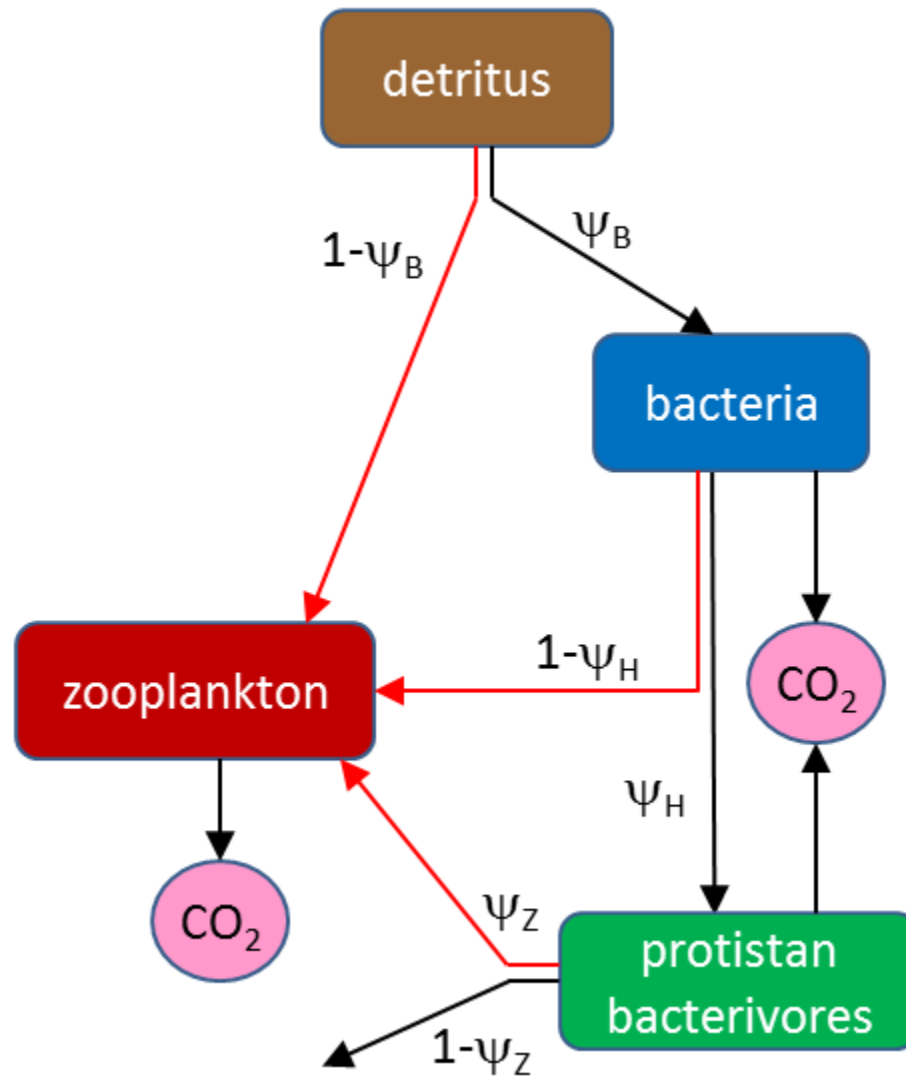 detritus
ψB
1-ψB
bacteria
1-ψH
zooplankton
CO2
ψH
CO2
ψZ
protistan
bacterivores
1-ψZ